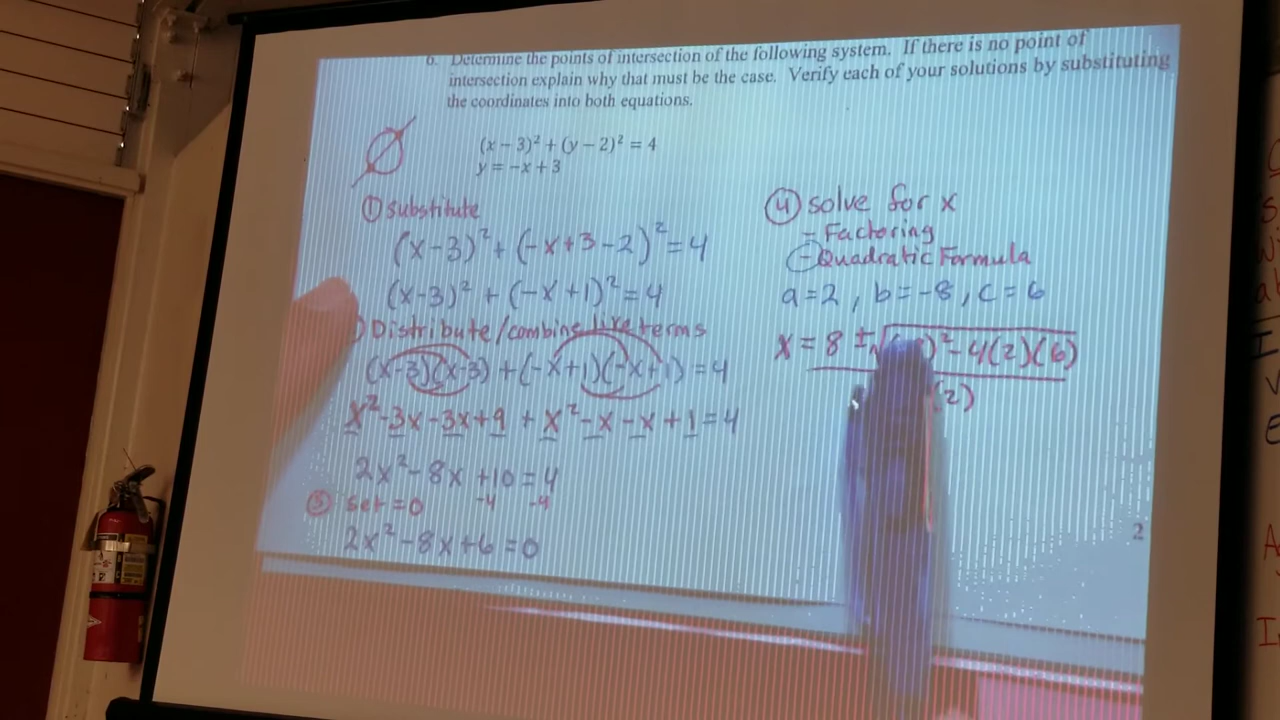 6. Determine the points of intersection of the following system. If there is no point of
intersection explain why that must be the case. Verify each of your solutions by substituting
the coordinates into both equations.
(x − 3)² + (y − 2)² = 4
y = −x + 3
① Substitute
(x-3)² + (-x+3-2)² = 4
(x-3)² + (-x+1)² = 4
Distribute/combine like terms
(x-3)(x-3) + (-x+1)(-x+1) = 4
x²-3x-3x+9 + x²-x-x+1=4
2x²-8x+10=4
③ set=0 -4 -4
2x²-8x+6=0
④ solve for x
- Factoring
- Quadratic Formula
a=2, b=-8, c=6
x = 8 ± √ )² - 4(2)(6)
(2)
2